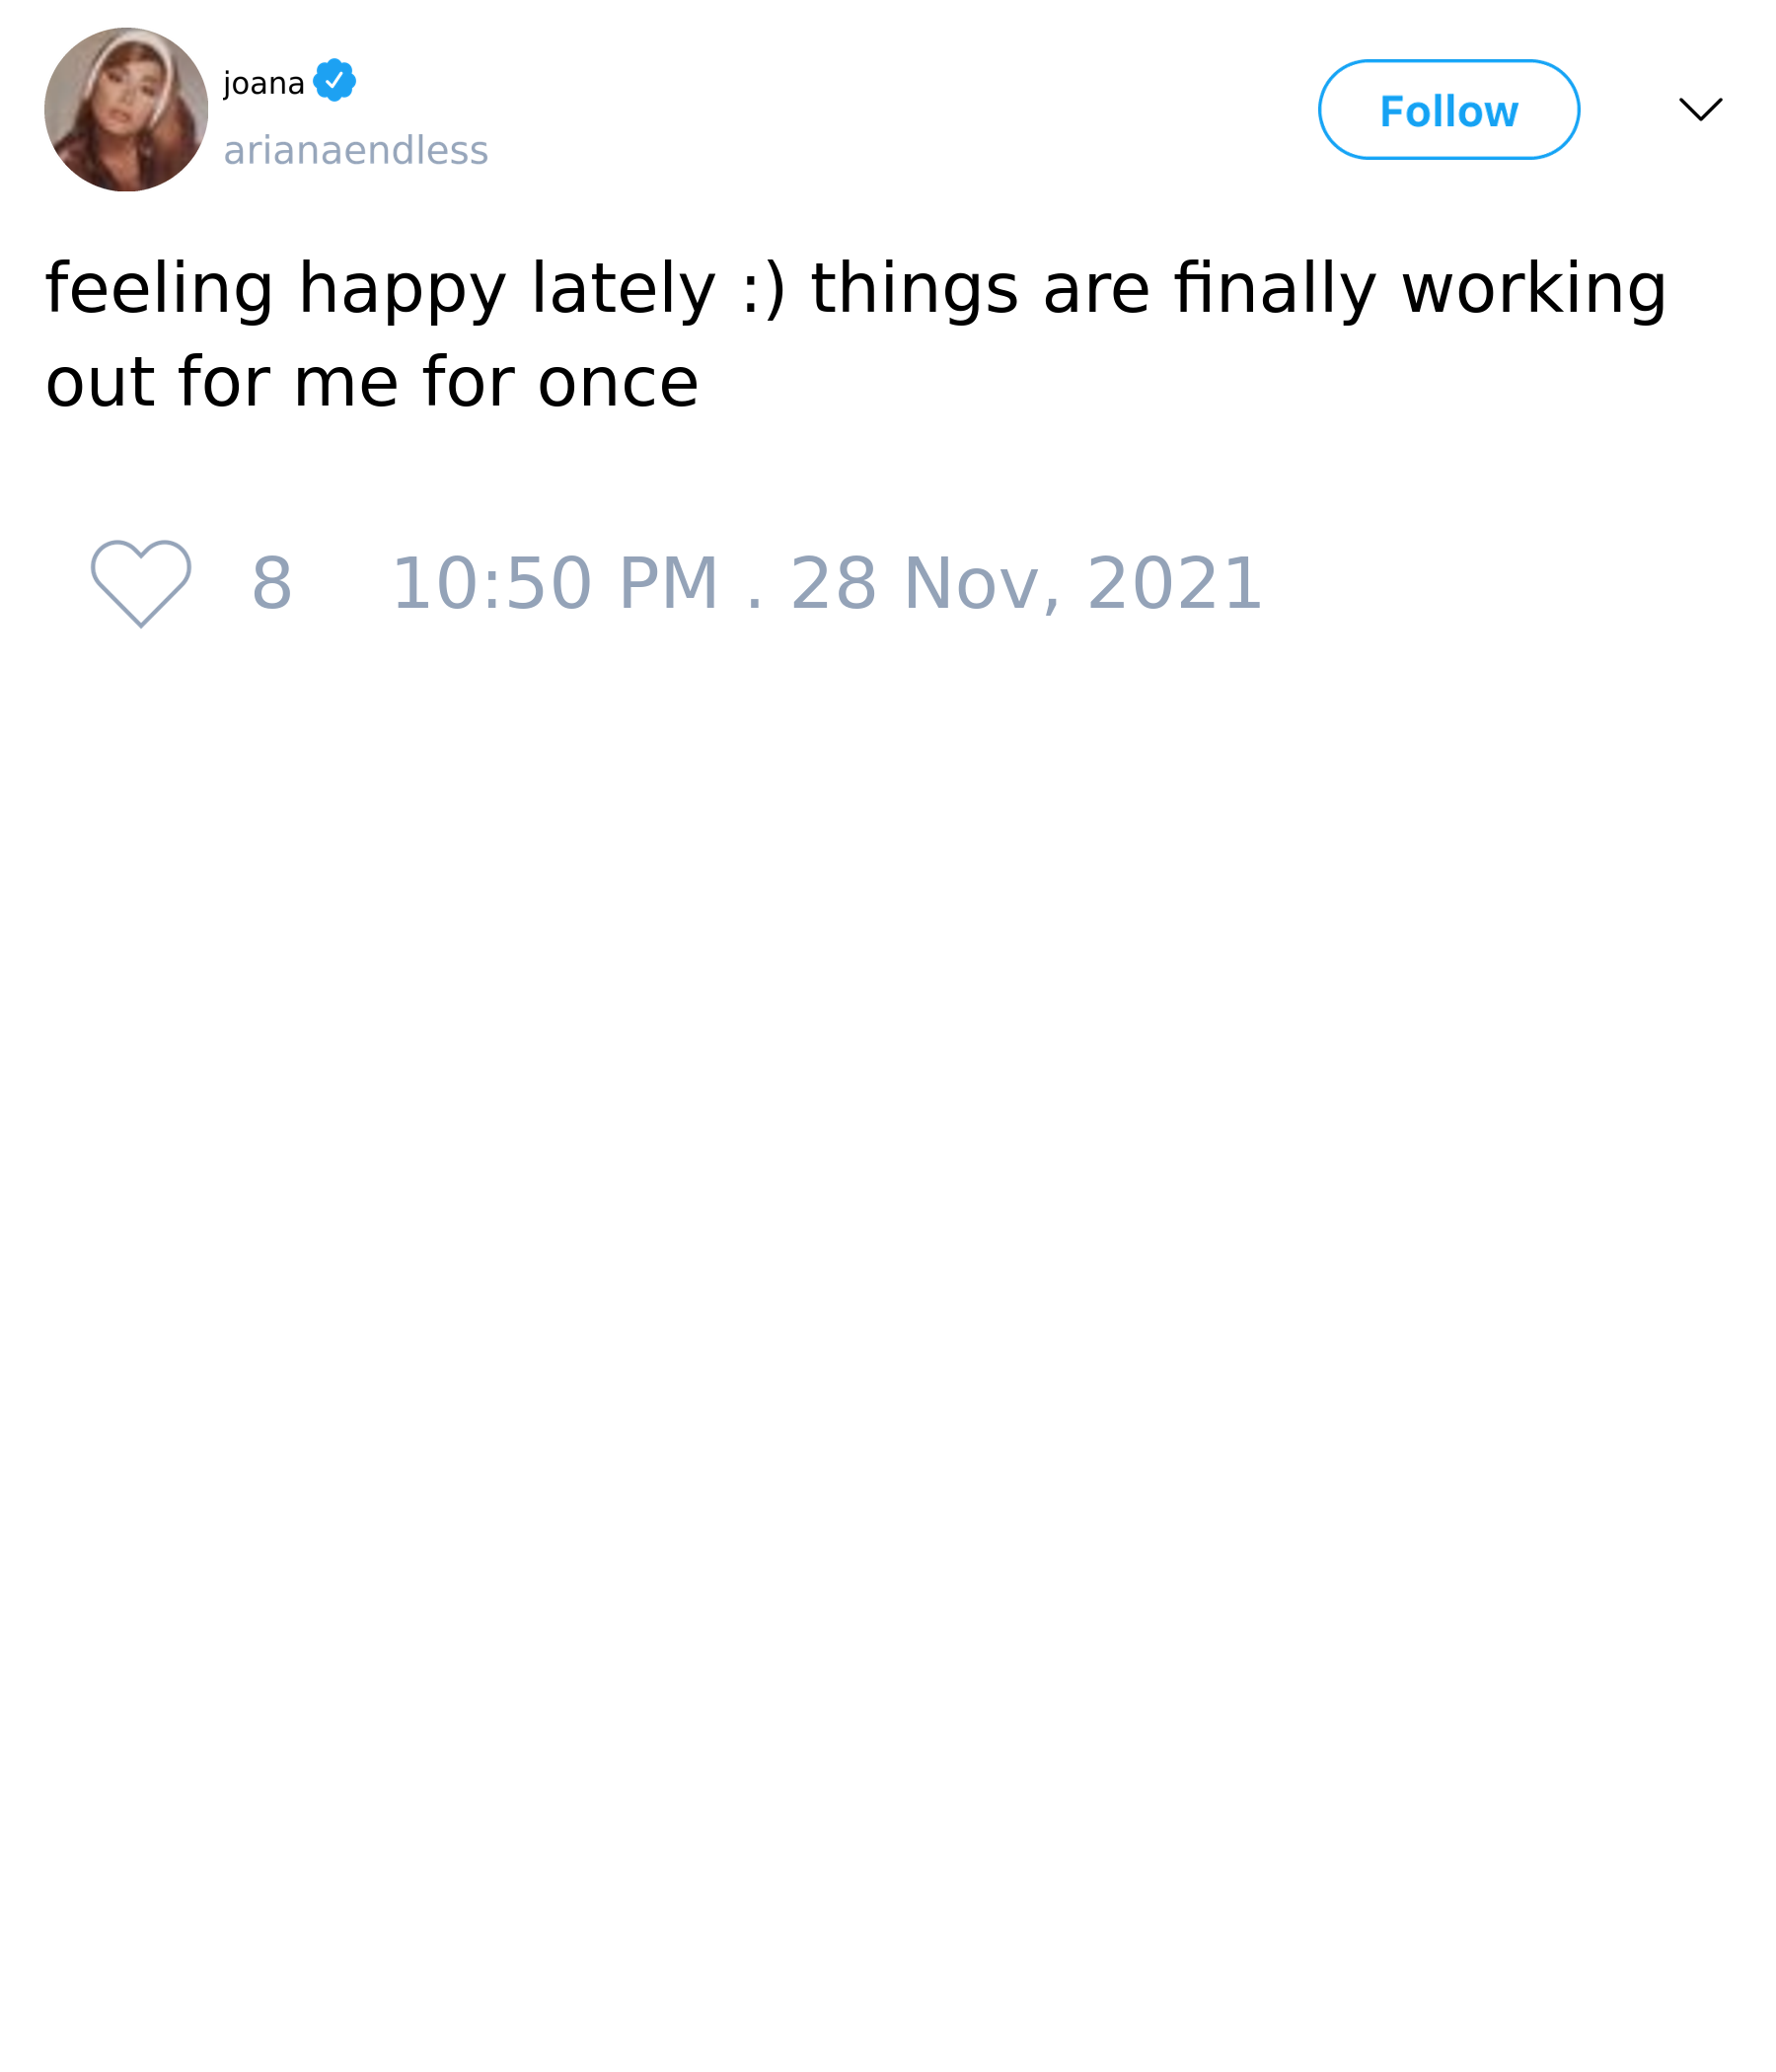 joana
arianaendless
Follow
feeling happy lately :) things are finally working
out for me for once
8 10:50 PM . 28 Nov, 2021